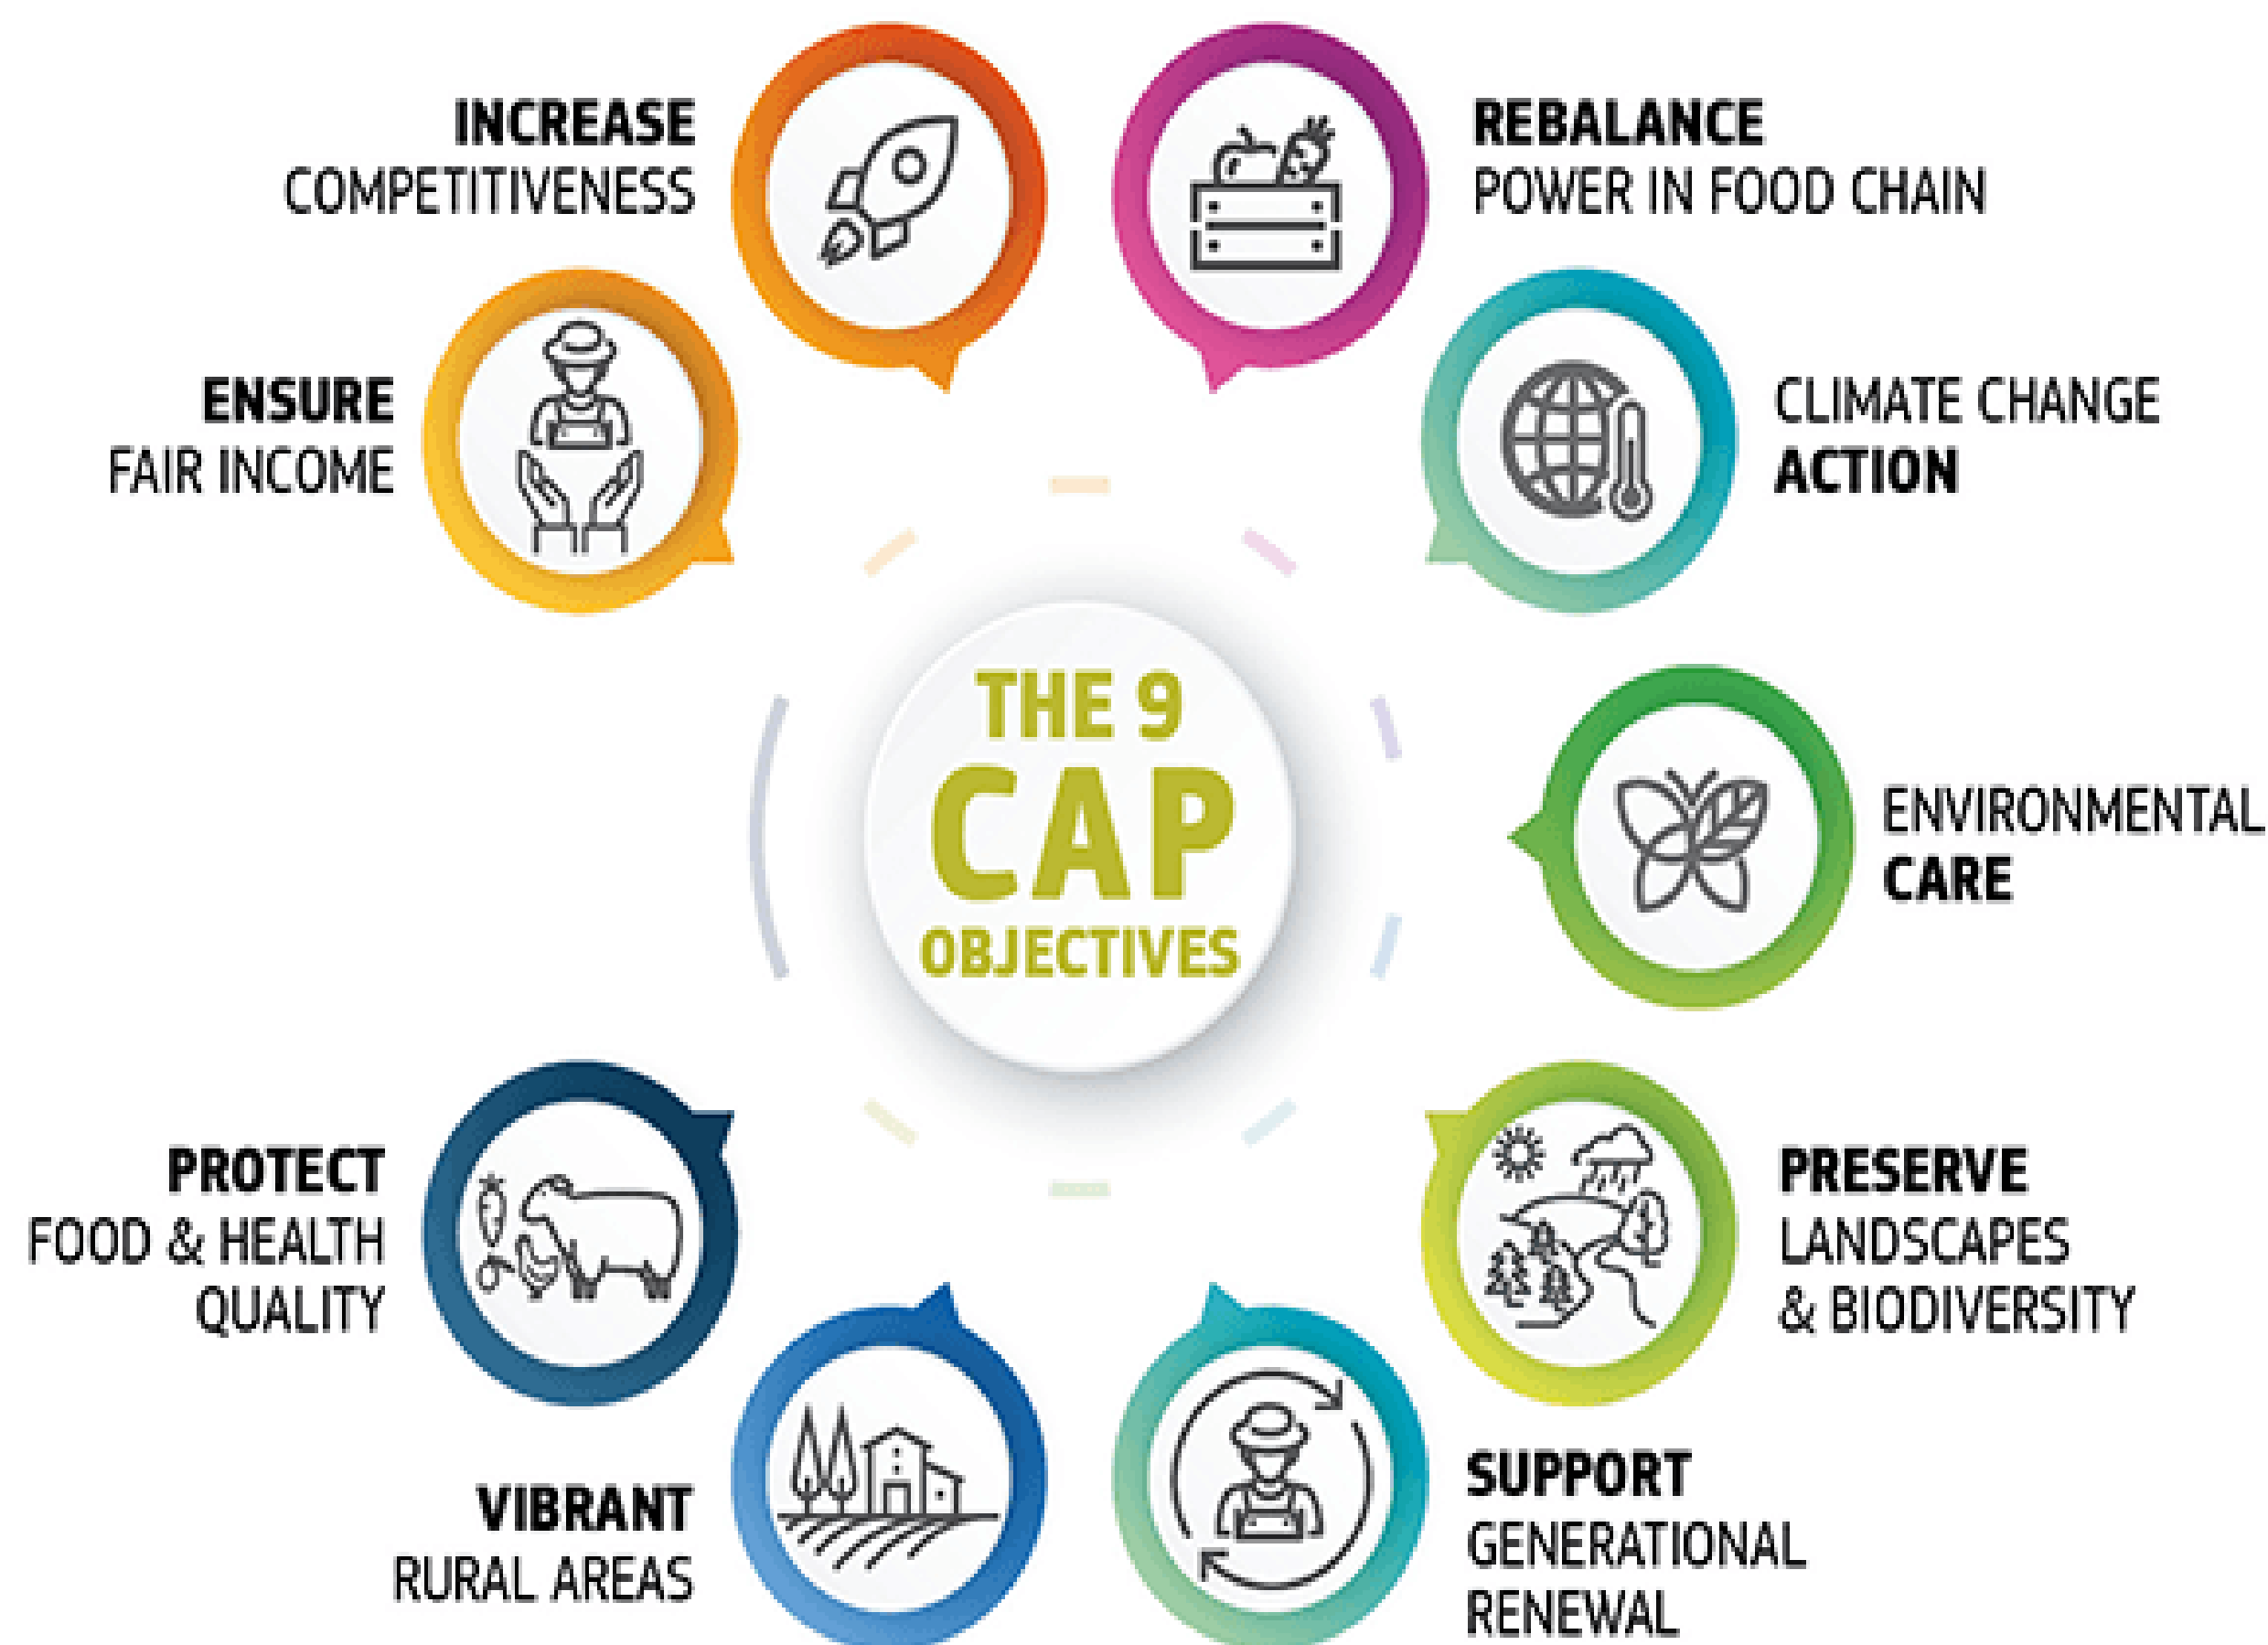 INCREASE
COMPETITIVENESS
REBALANCE
POWER IN FOOD CHAIN
ENSURE
FAIR INCOME
CLIMATE CHANGE
ACTION
THE 9
CAP
OBJECTIVES
ENVIRONMENTAL
CARE
PROTECT
FOOD & HEALTH
QUALITY
PRESERVE
LANDSCAPES
& BIODIVERSITY
VIBRANT
RURAL AREAS
SUPPORT
GENERATIONAL
RENEWAL